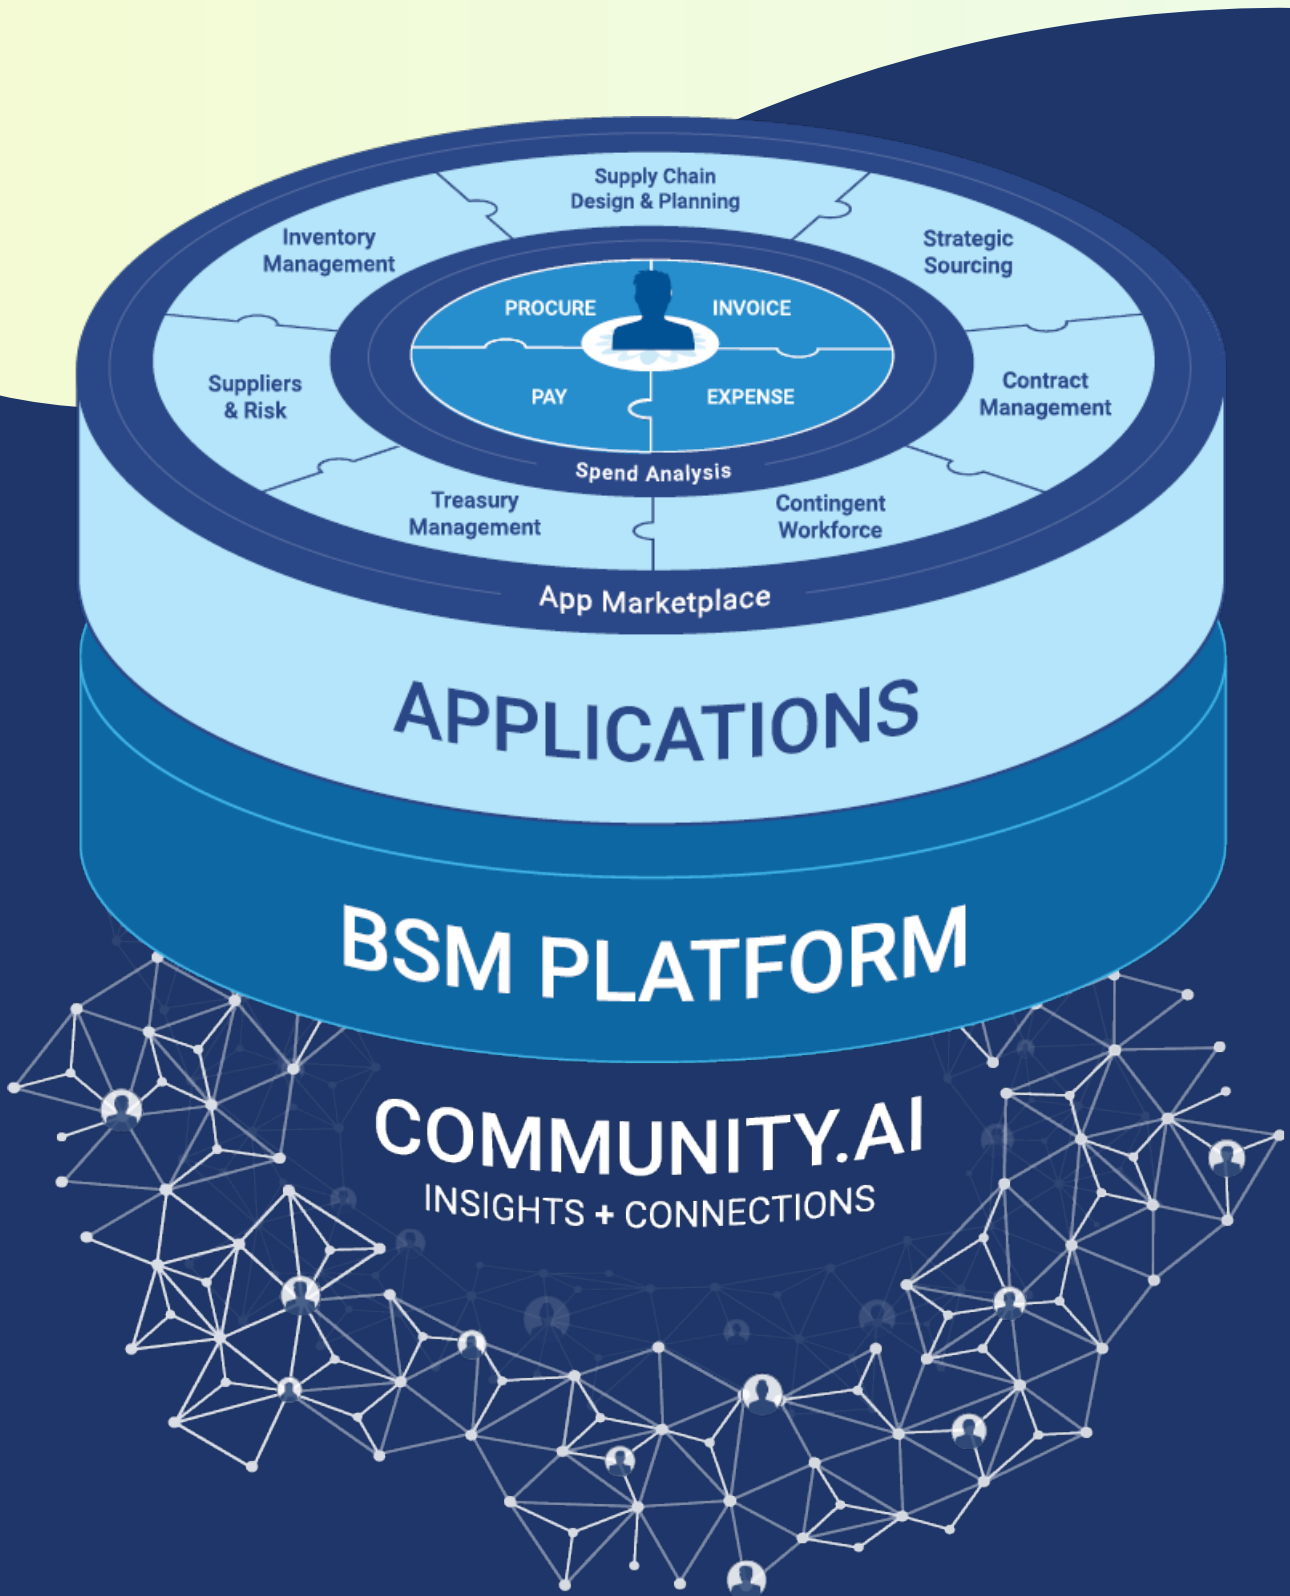 Supply Chain
Design & Planning
Inventory
Management
Strategic
Sourcing
PROCURE
INVOICE
Suppliers
& Risk
PAY
EXPENSE
Contract
Management
Spend Analysis
Treasury
Management
Contingent
Workforce
App Marketplace
APPLICATIONS
BSM PLATFORM
COMMUNITY.AI
INSIGHTS + CONNECTIONS